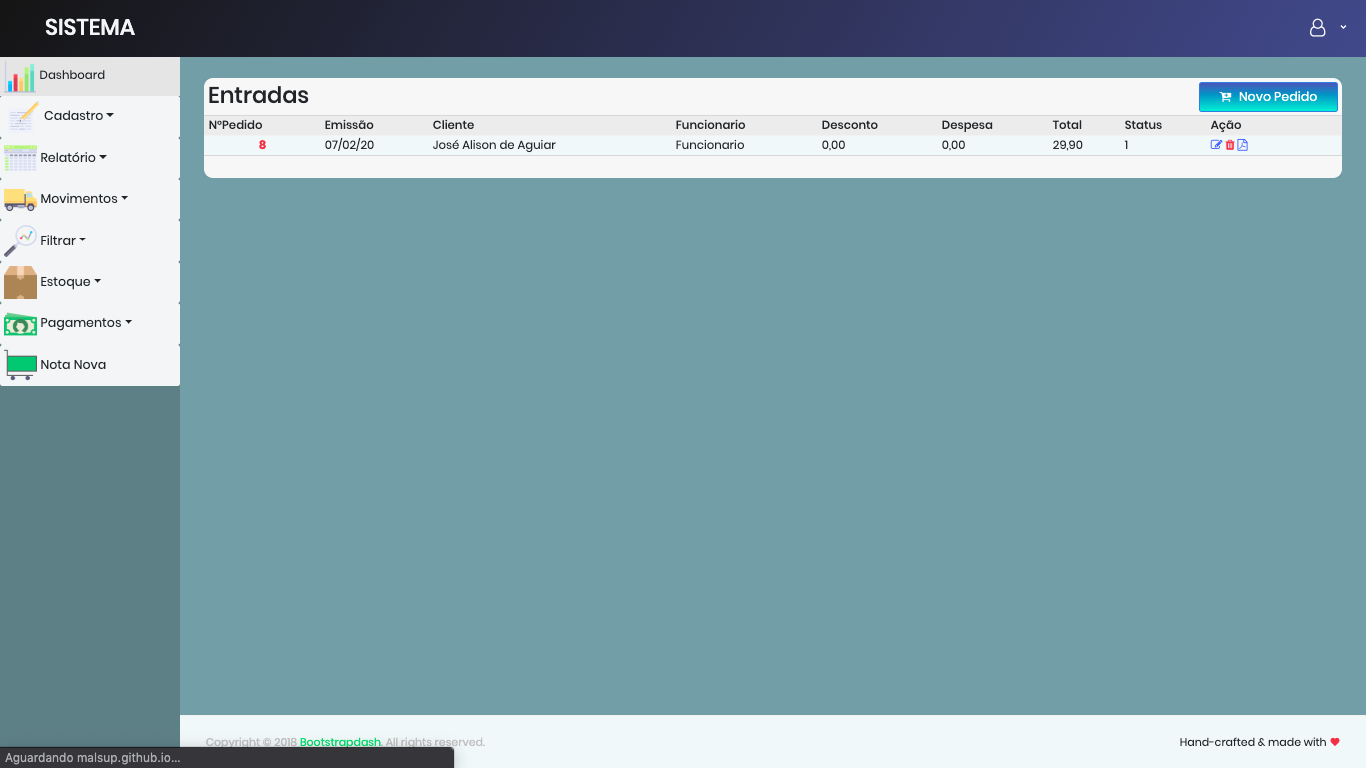 SISTEMA
Dashboard
Cadastro
Relatório
Movimentos
Filtrar
Estoque
Pagamentos
Nota Nova
Entradas
Novo Pedido
NºPedido Emissão Cliente Funcionario Desconto Despesa Total Status Ação
8 07/02/20 José Alison de Aguiar Funcionario 0,00 0,00 29,90 1
Copyright © 2018 Bootstrapdash. All rights reserved.
Hand-crafted & made with
Aguardando malsup.github.io...